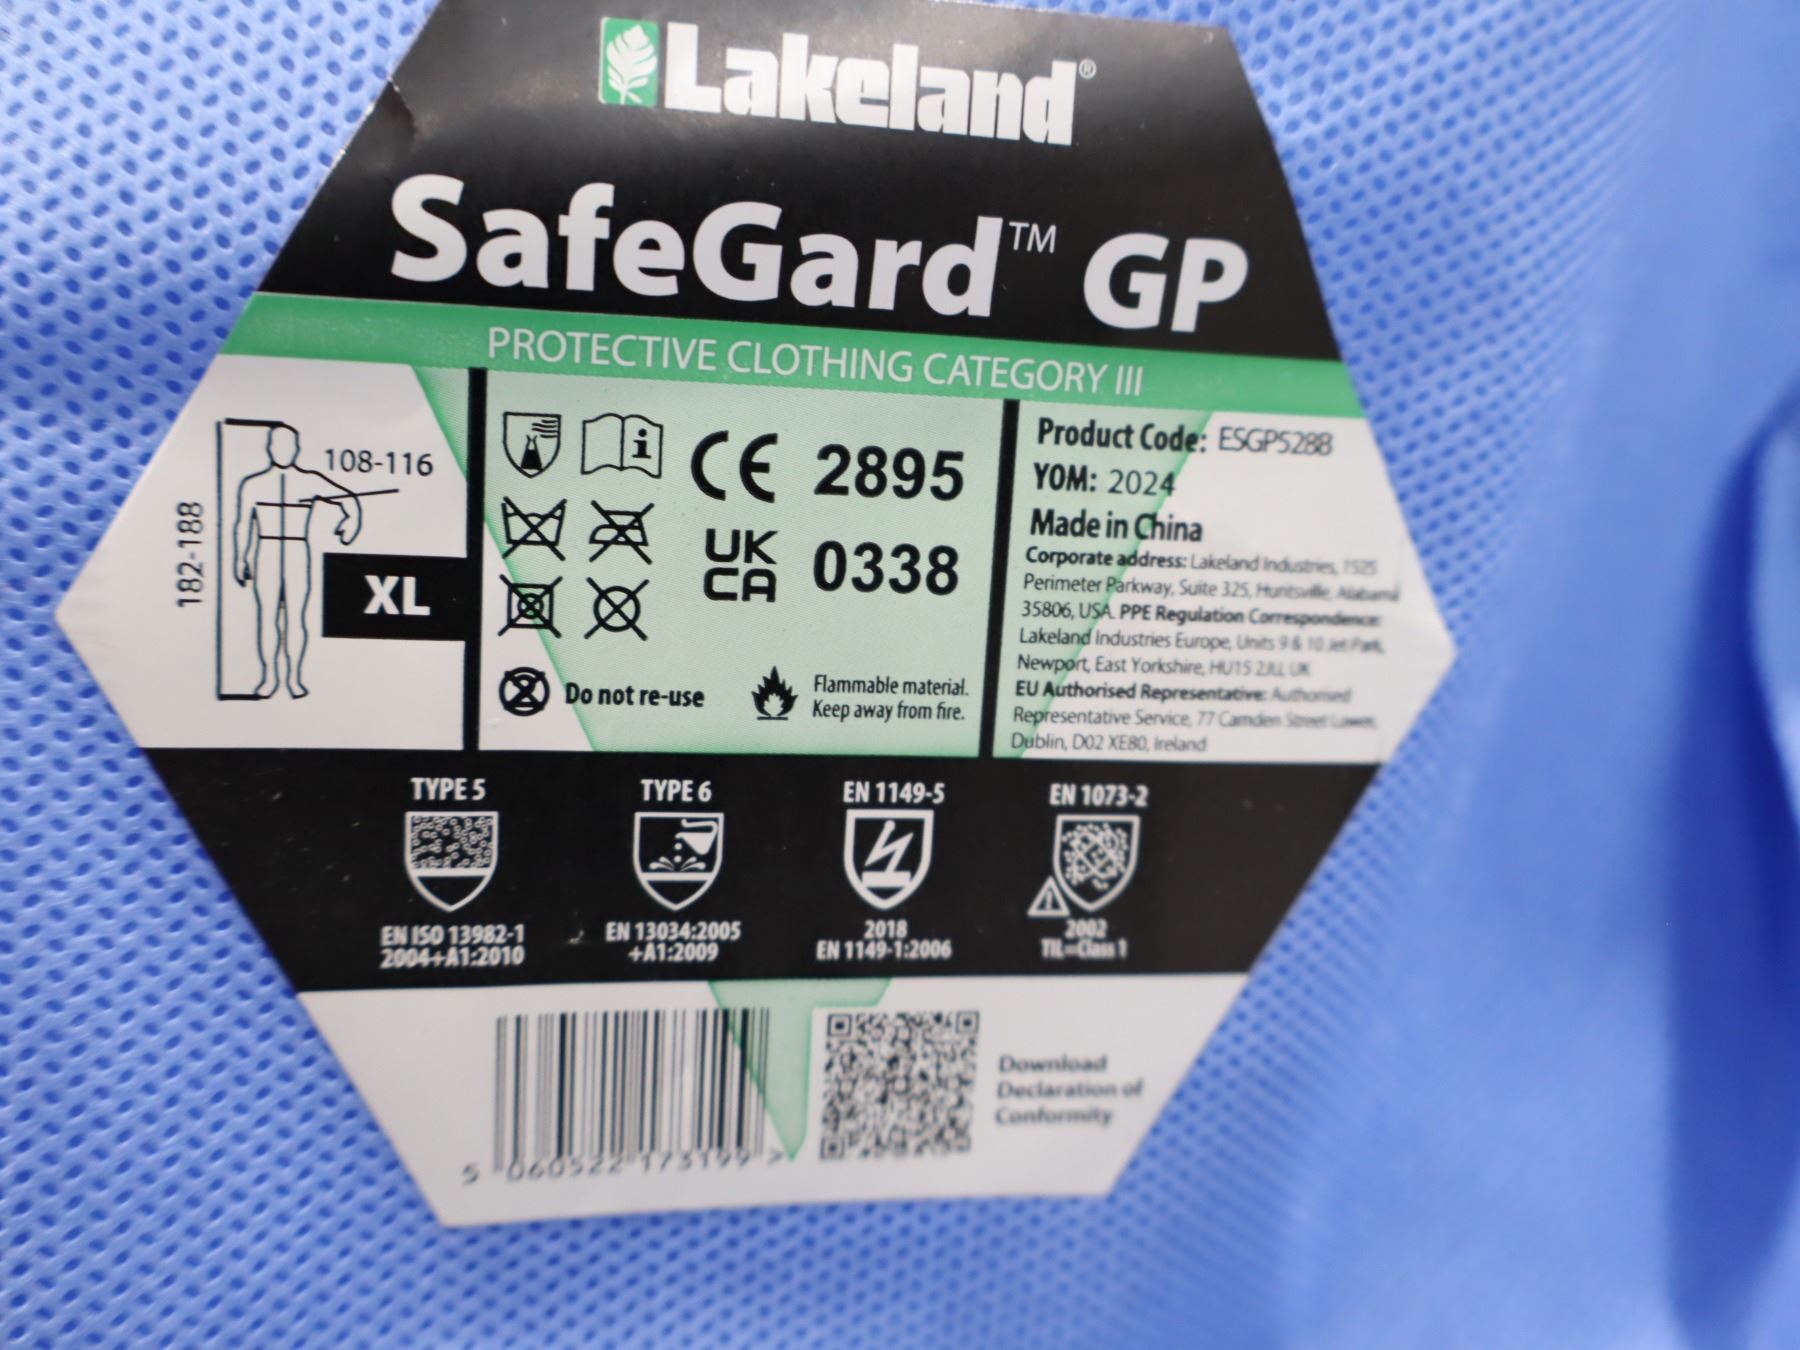 Lakeland®
SafeGard™ GP
PROTECTIVE CLOTHING CATEGORY III
108-116
182-188
XL
CE 2895
UK
CA 0338
Do not re-use
Flammable material.
Keep away from fire.
Product Code: ESGP528B
YOM: 2024
Made in China
Corporate address: Lakeland Industries, 1525
Perimeter Parkway, Suite 325, Huntsville, Alabama
35806, USA. PPE Regulation Correspondence:
Lakeland Industries Europe, Units 9 & 10 Jet Park,
Newport, East Yorkshire, HU15 2JU, UK
EU Authorised Representative: Authorised
Representative Service, 77 Camden Street Lower,
Dublin, D02 XE80, Ireland
TYPE 5
EN ISO 13982-1
2004+A1:2010
TYPE 6
EN 13034:2005
+A1:2009
EN 1149-5
2018
EN 1149-1:2006
EN 1073-2
2002
TIL=Class 1
5 060522 173199 >
Download
Declaration of
Conformity